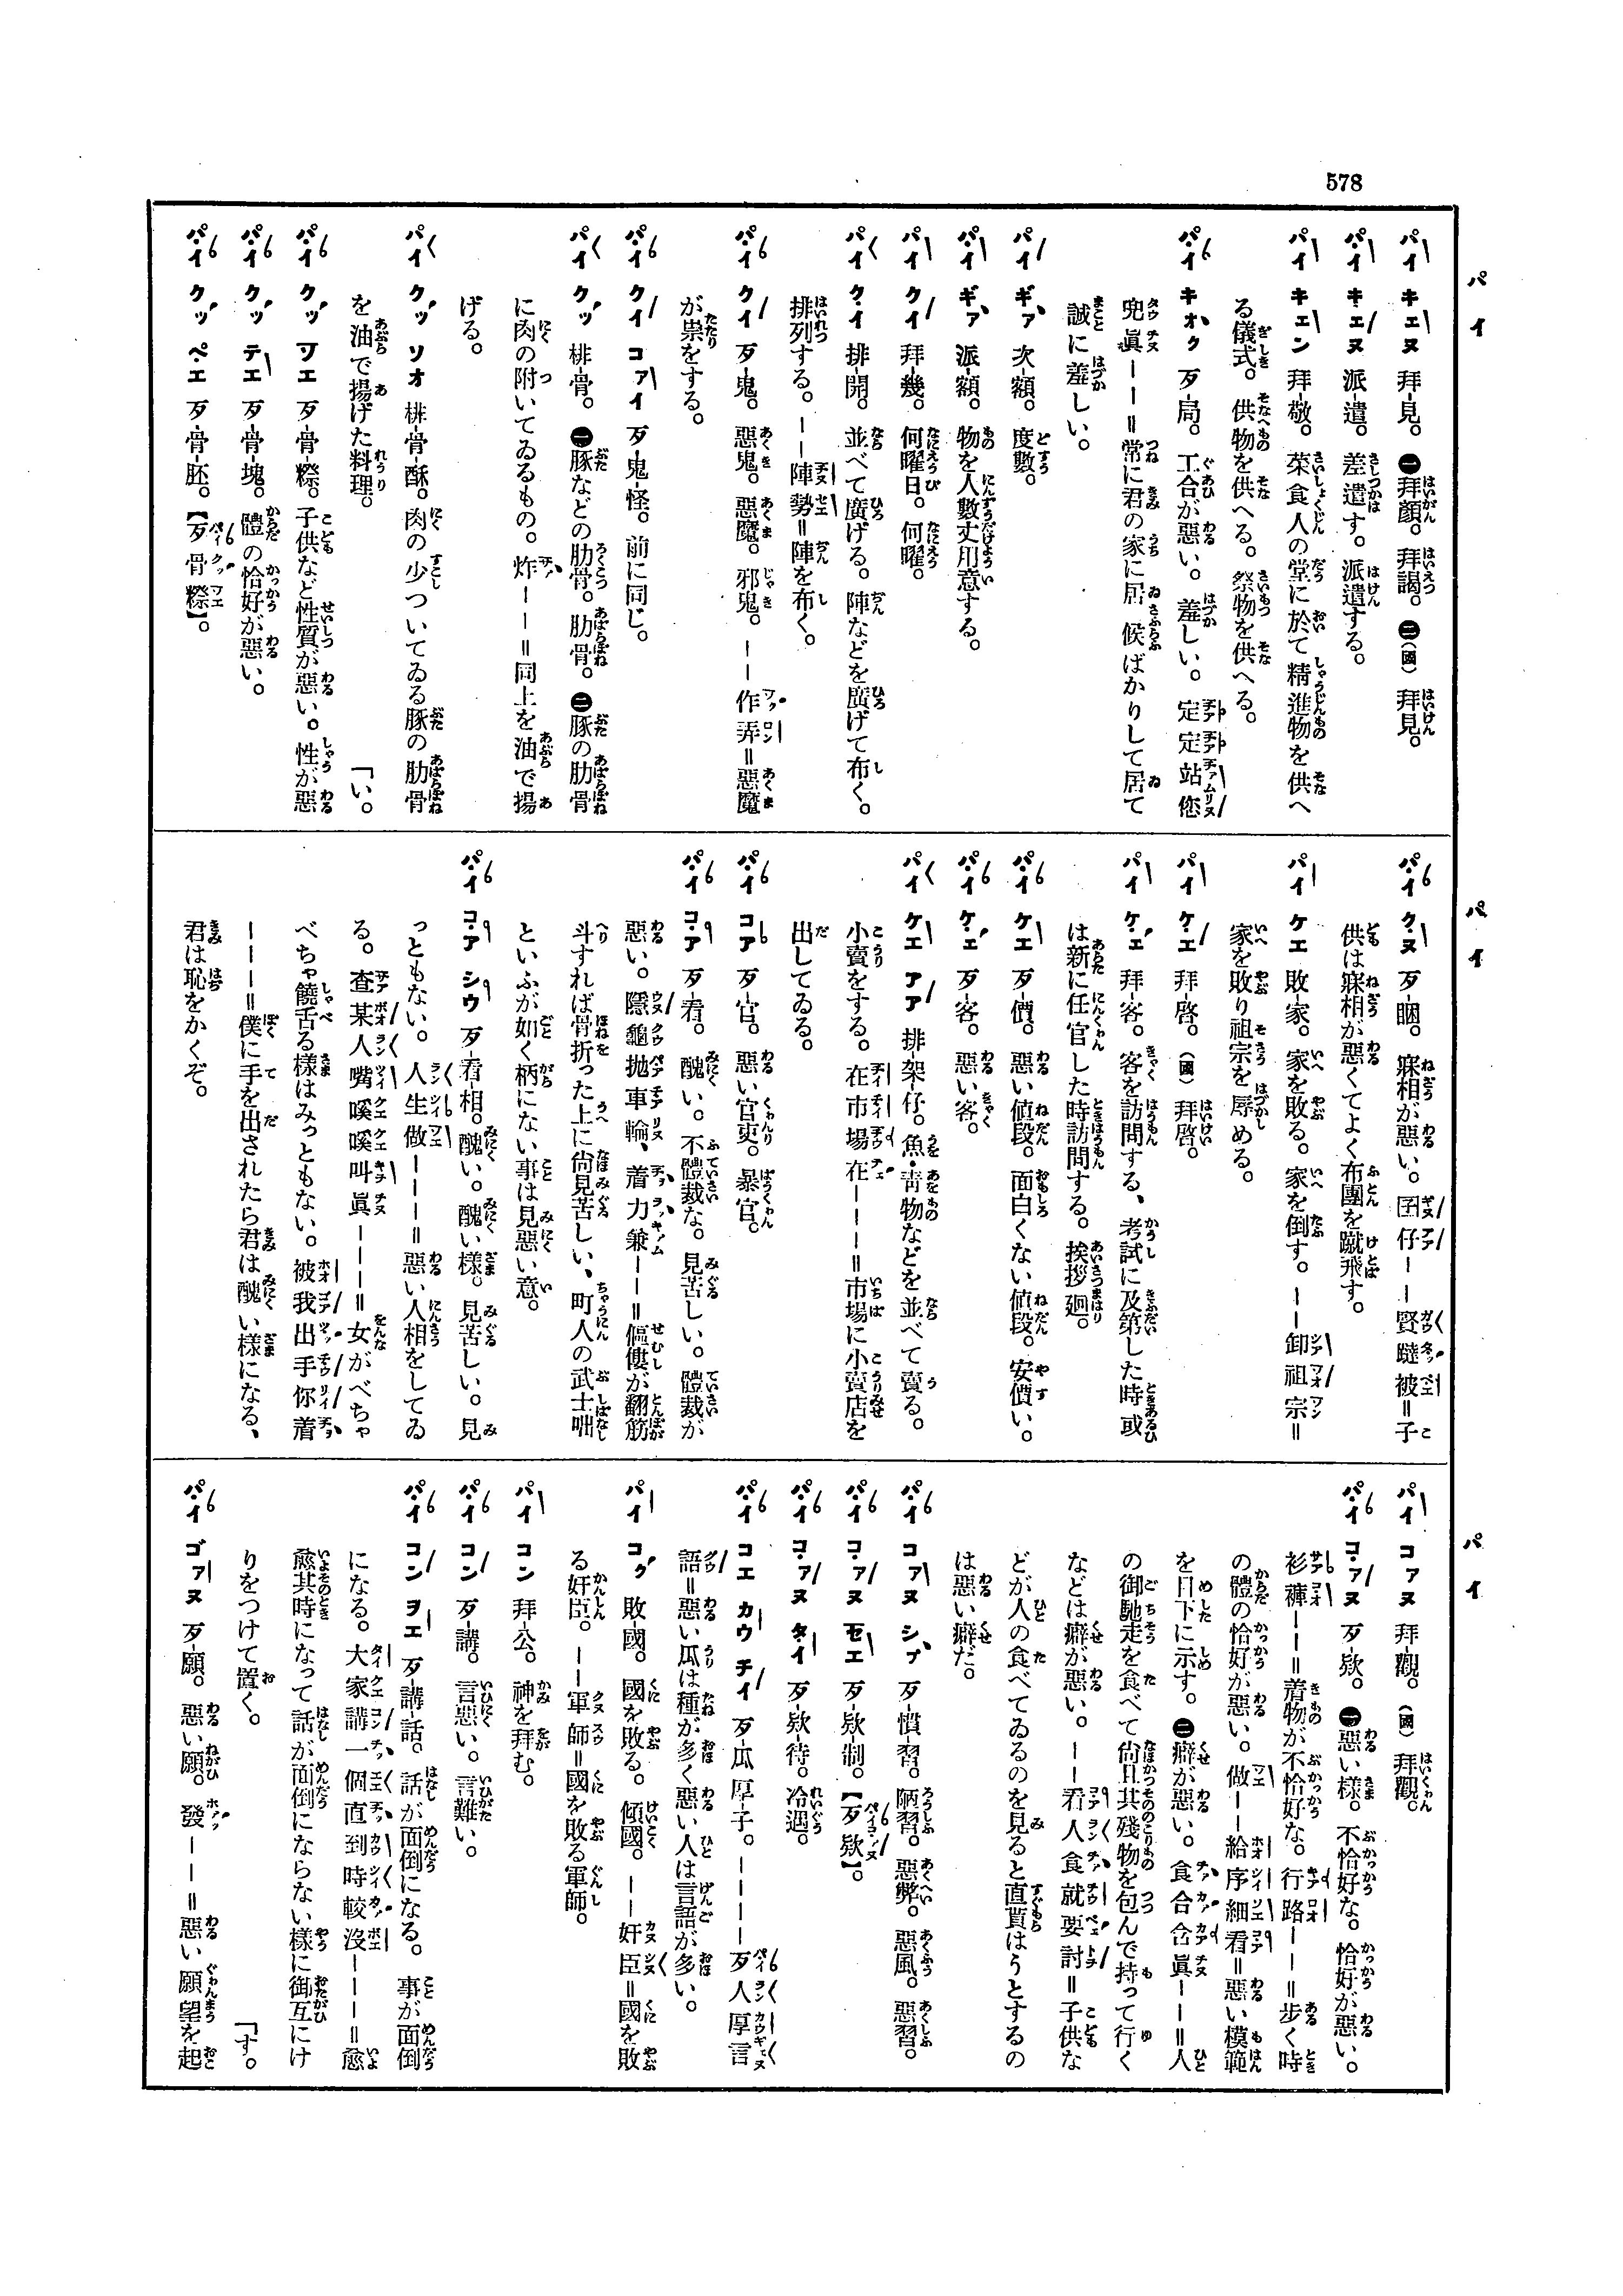 578
パイ
パイ キェヌ 拜-見。 ㊀拜顔。拜謁。 ㊁(國) 拜見。
パイ キェヌ 派-遣。 差遣す。派遣する。
パイ キェン 拜-敬。 菜食人の堂に於て精進物を供へ
る儀式。供物を供へる。祭物を供へる。
パイ キォク 歹-局。 工合が惡い。羞しい。定定站您
兜眞――＝常に君の家に居候ばかりして居て
誠に羞しい。
パイ ギァ 次-額。 度數。
パイ ギァ 派-額。 物を人數丈用意する。
パイ クイ 拜-幾。 何曜日。何曜。
パイ クイ 排-開。 並べて廣げる。陣などを廣げて布く。
排列する。――陣勢＝陣を布く。
パイ クイ 歹-鬼。 惡鬼。惡魔。邪鬼。――作弄＝惡魔
が祟をする。
パイ クイ コァイ 歹-鬼-怪。前に同じ。
パイ クッ 棑-骨。 ㊀豚などの肋骨。肋骨。 ㊁豚の肋骨
に肉の附いてゐるもの。炸――＝同上を油で揚
げる。
パイ クッ ソオ 棑-骨-酥。肉の少ついてゐる豚の肋骨
を油で揚げた料理。 「い。
パイ クッ ツエ 歹-骨-粶。子供など性質が惡い。性が惡
パイ クッ テエ 歹-骨-塊。體の恰好が惡い。
パイ クッ ペエ 歹-骨-胚。【歹骨粶】。
パイ
パイ クヌ 歹-睏。 寐相が惡い。囝仔――賢躂被＝子
供は寐相が惡くてよく布團を蹴飛す。
パイ ケエ 敗-家。 家を敗る。家を倒す。――卸祖宗＝
家を敗り祖宗を辱める。
パイ ケエ 拜-啓。(國) 拜啓。
パイ ケェ 拜-客。 客を訪問する、考試に及第した時或
は新に任官した時訪問する。挨拶廻。
パイ ケエ 歹-價。 惡い値段。面白くない値段。安價い。
パイ ケェ 歹-客。 惡い客。
パイ ケエ アア 排-架-仔。魚・靑物などを並べて賣る。
小賣をする。在市場在―――＝市場に小賣店を
出してゐる。
パイ コア 歹-官。 惡い官吏。暴官。
パイ コア 歹-看。 醜い。不體裁な。見苦しい。體裁が
惡い。隱龜抛車輪、着力兼――＝傴僂が翻筋
斗すれば骨折った上に尙見苦しい、町人の武士咄
といふが如く柄にない事は見惡い意。
パイ コア シウ 歹-看-相。醜い。醜い樣。見苦しい。見
っともない。人生做―――＝惡い人相をしてゐ
る。査某人嘴嘜嘜叫眞―――＝女がべちゃ
べちゃ饒舌る樣はみっともない。被我出手你着
―――＝僕に手を出されたら君は醜い樣になる、
君は恥をかくぞ。
パイ
パイ コァヌ 拜-觀。(國) 拜觀。
パイ コァヌ 歹-欵。 ㊀惡い樣。不恰好な。恰好が惡い。
衫褲――＝着物が不恰好な。行路――＝步く時
の體の恰好が惡い。做――給序細看＝惡い模範
を目下に示す。 ㊁癖が惡い。食合唅眞――＝人
の御馳走を食べて尙且其殘物を包んで持って行く
などは癖が惡い。――看人食就要討＝子供な
どが人の食べてゐるのを見ると直貰はうとするの
は惡い癖だ。
パイ コァヌ シプ 歹-慣-習。陋習。惡弊。惡風。惡習。
パイ コァヌ モエ 歹-欵-制。【歹欵】。
パイ コァヌ タイ 歹-欵-待。冷遇。
パイ コエ カウ チイ 歹-瓜 厚子。――――歹人厚言
語＝惡い瓜は種が多く惡い人は言語が多い。
パイ コク 敗-國。 國を敗る。傾國。――奸臣＝國を敗
る奸臣。――軍師＝國を敗る軍師。
パイ コン 拜-公。 神を拜む。
パイ コン 歹-講。 言惡い。言難い。
パイ コン ヲエ 歹-講-話。 話が面倒になる。事が面倒
になる。大家講一個直到時較沒―――＝愈
愈其時になって話が面倒にならない樣に御互にけ
りをつけて置く。 「す。
パイ ゴァヌ 歹-願。 惡い願。發――＝惡い願望を起